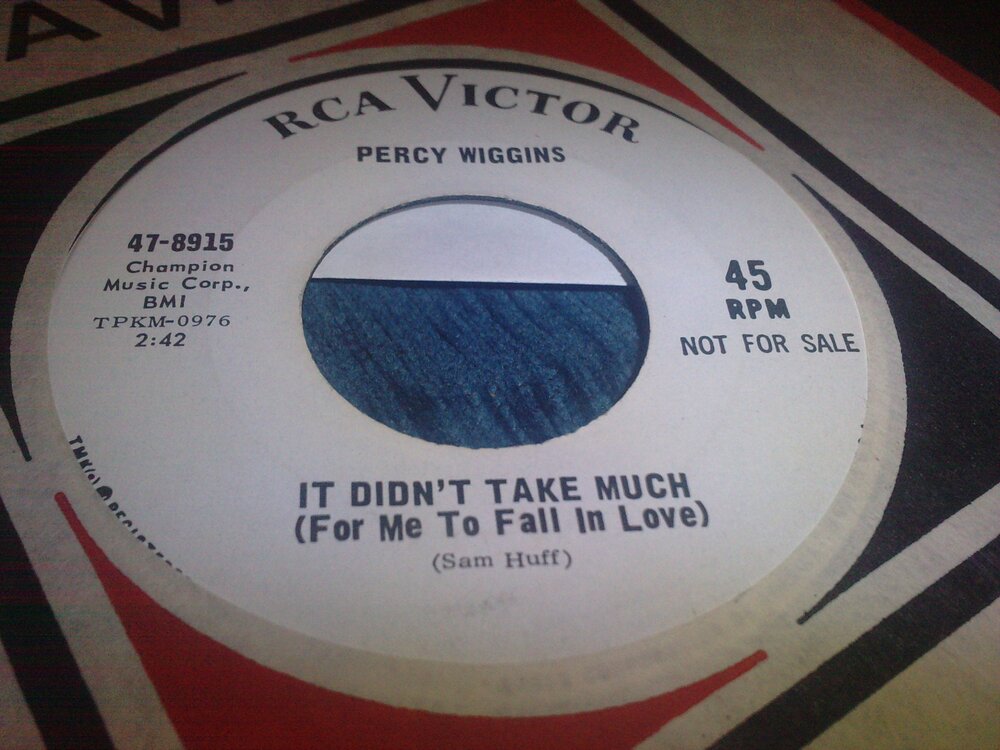 RCA VICTOR
PERCY WIGGINS
47-8915
Champion
Music Corp.,
BMI
TPKM-0976
2:42
45
RPM
NOT FOR SALE
IT DIDN'T TAKE MUCH
(For Me To Fall In Love)
(Sam Huff)